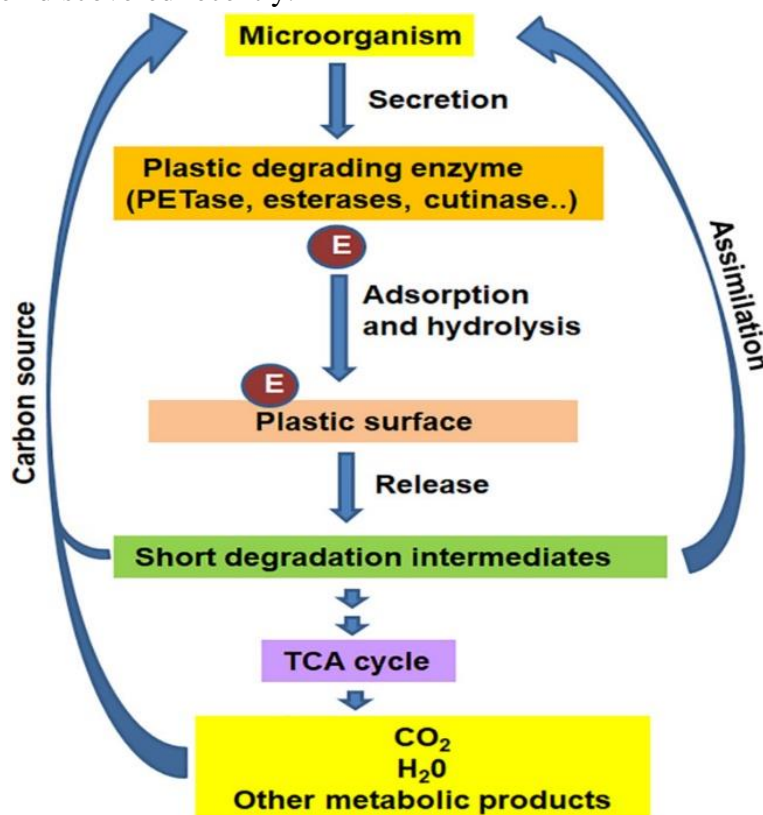 Microorganism
Secretion
Plastic degrading enzyme
(PETase, esterases, cutinase..)
E
Adsorption
and hydrolysis
E
Plastic surface
Release
Short degradation intermediates
TCA cycle
CO₂
H₂0
Other metabolic products
Carbon source
Assimilation